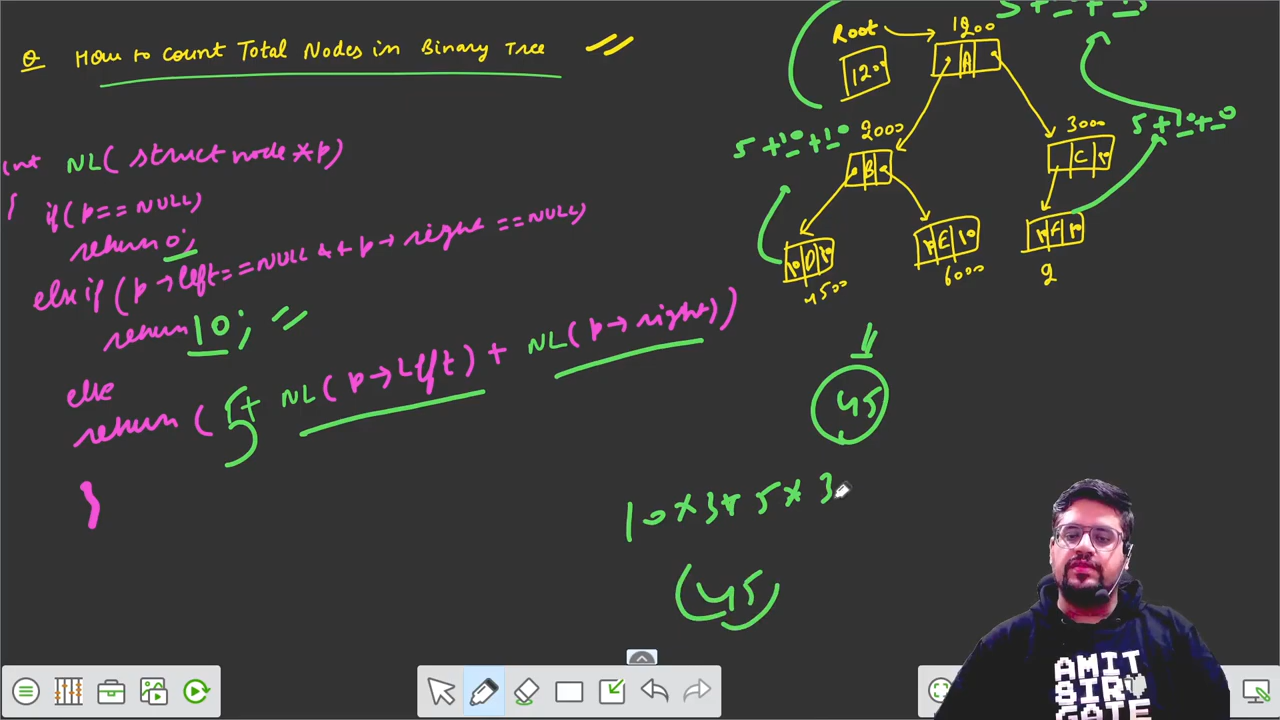 Q How to Count Total Nodes in Binary Tree
int NL( struct node *p)
{ if(p==NULL)
return 0;
else if (p→left==NULL && p→right ==NULL)
return 10;
else
return ( 5+ NL(p→Left) + NL(p→right))
}
Root
1200
1200
A
5 +10 +10
2000
B
3000
C
5 +10 +0
D
4500
E
6000
F
45
10 * 3 + 5 * 3
45
AMIT
BIR
GATE